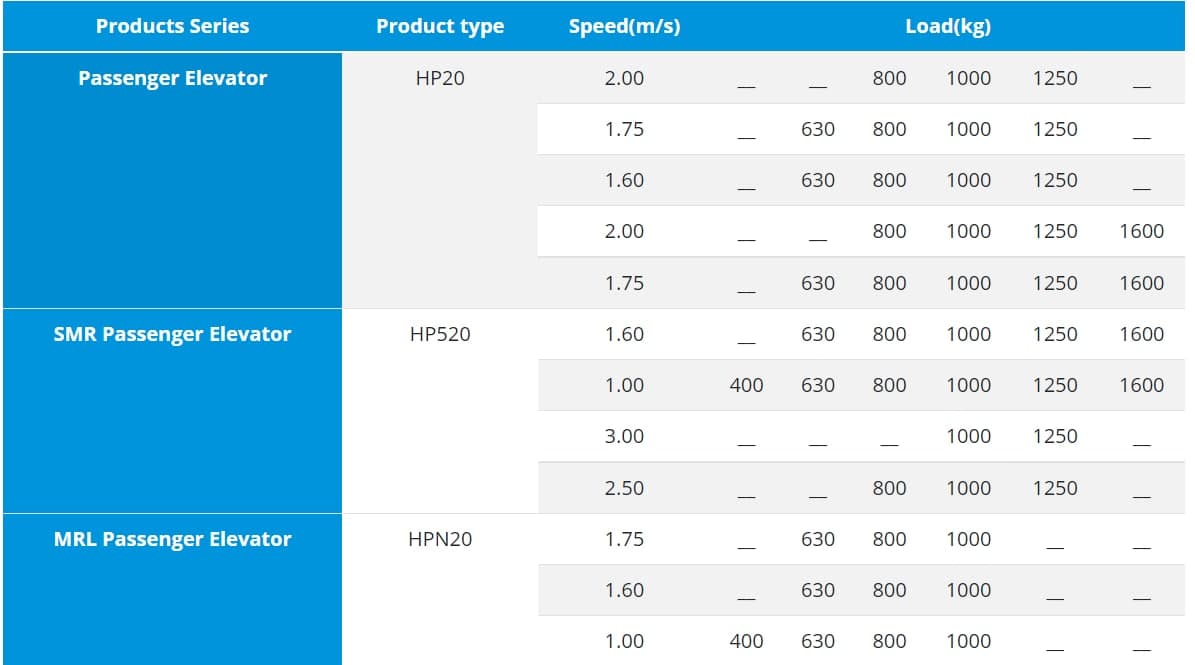 Products Series Product type Speed(m/s) Load(kg)
Passenger Elevator HP20 2.00 __ __ 800 1000 1250 __
1.75 __ 630 800 1000 1250 __
1.60 __ 630 800 1000 1250 __
2.00 __ __ 800 1000 1250 1600
1.75 __ 630 800 1000 1250 1600
SMR Passenger Elevator HP520 1.60 __ 630 800 1000 1250 1600
1.00 400 630 800 1000 1250 1600
3.00 __ __ __ 1000 1250 __
2.50 __ __ 800 1000 1250 __
MRL Passenger Elevator HPN20 1.75 __ 630 800 1000 __ __
1.60 __ 630 800 1000 __ __
1.00 400 630 800 1000 __ __